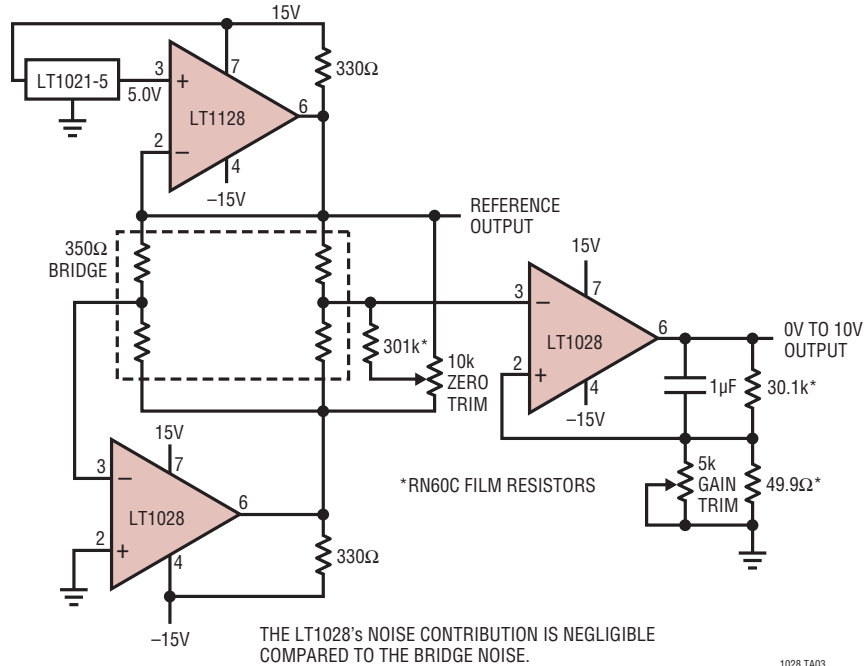 15V
LT1021-5
3
5.0V
+
7
330Ω
LT1128
6
2
–
4
–15V
REFERENCE
OUTPUT
350Ω
BRIDGE
301k*
10k
ZERO
TRIM
15V
3
–
7
LT1028
6
2
+
4
–15V
0V TO 10V
OUTPUT
1µF
30.1k*
5k
GAIN
TRIM
49.9Ω*
15V
3
–
7
LT1028
6
2
+
4
330Ω
–15V
*RN60C FILM RESISTORS
THE LT1028's NOISE CONTRIBUTION IS NEGLIGIBLE
COMPARED TO THE BRIDGE NOISE.
1028 TA03